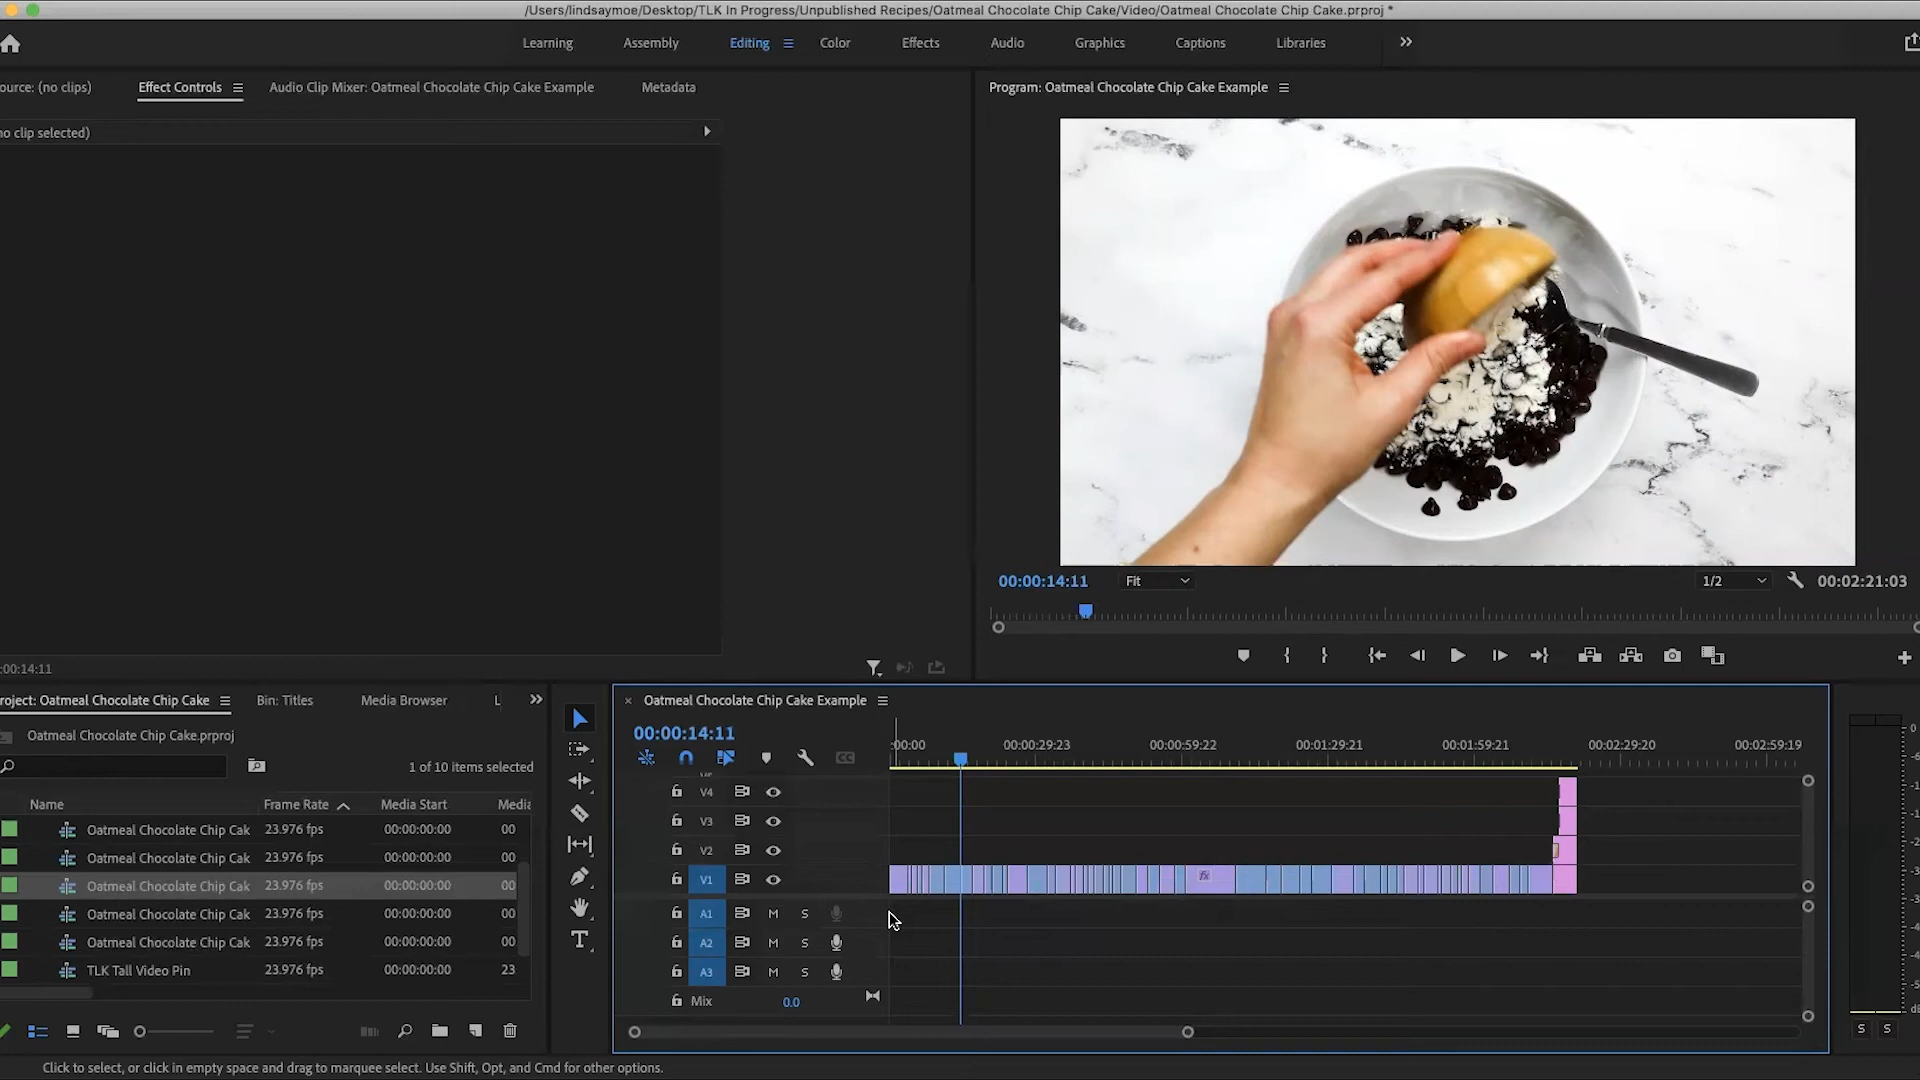 /Users/lindsaymoe/Desktop/TLK In Progress/Unpublished Recipes/Oatmeal Chocolate Chip Cake/Video/Oatmeal Chocolate Chip Cake.prproj *
Learning Assembly Editing Color Effects Audio Graphics Captions Libraries
ource: (no clips) Effect Controls Audio Clip Mixer: Oatmeal Chocolate Chip Cake Example Metadata
Program: Oatmeal Chocolate Chip Cake Example
no clip selected)
00:00:14:11 Fit 1/2 00:02:21:03
:00:14:11
roject: Oatmeal Chocolate Chip Cake Bin: Titles Media Browser L
Oatmeal Chocolate Chip Cake.prproj
1 of 10 items selected
Name Frame Rate Media Start Media
Oatmeal Chocolate Chip Cak 23.976 fps 00:00:00:00 00
Oatmeal Chocolate Chip Cak 23.976 fps 00:00:00:00 00
Oatmeal Chocolate Chip Cak 23.976 fps 00:00:00:00 00
Oatmeal Chocolate Chip Cak 23.976 fps 00:00:00:00 00
Oatmeal Chocolate Chip Cak 23.976 fps 00:00:00:00 00
TLK Tall Video Pin 23.976 fps 00:00:00:00 23
× Oatmeal Chocolate Chip Cake Example
00:00:14:11
:00:00 00:00:29:23 00:00:59:22 00:01:29:21 00:01:59:21 00:02:29:20 00:02:59:19
V4
V3
V2
V1 fx
A1 M S
A2 M S
A3 M S
Mix 0.0
0
S S
Click to select, or click in empty space and drag to marquee select. Use Shift, Opt, and Cmd for other options.